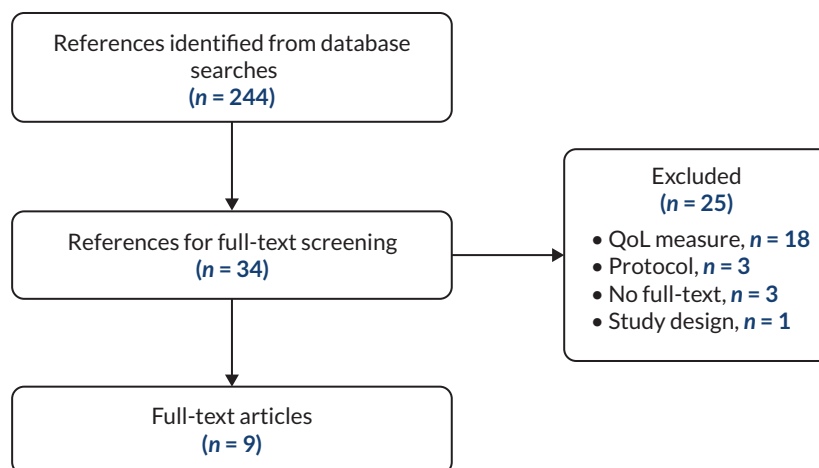 References identified from database
searches
(n = 244)
References for full-text screening
(n = 34)
Excluded
(n = 25)
• QoL measure, n = 18
• Protocol, n = 3
• No full-text, n = 3
• Study design, n = 1
Full-text articles
(n = 9)